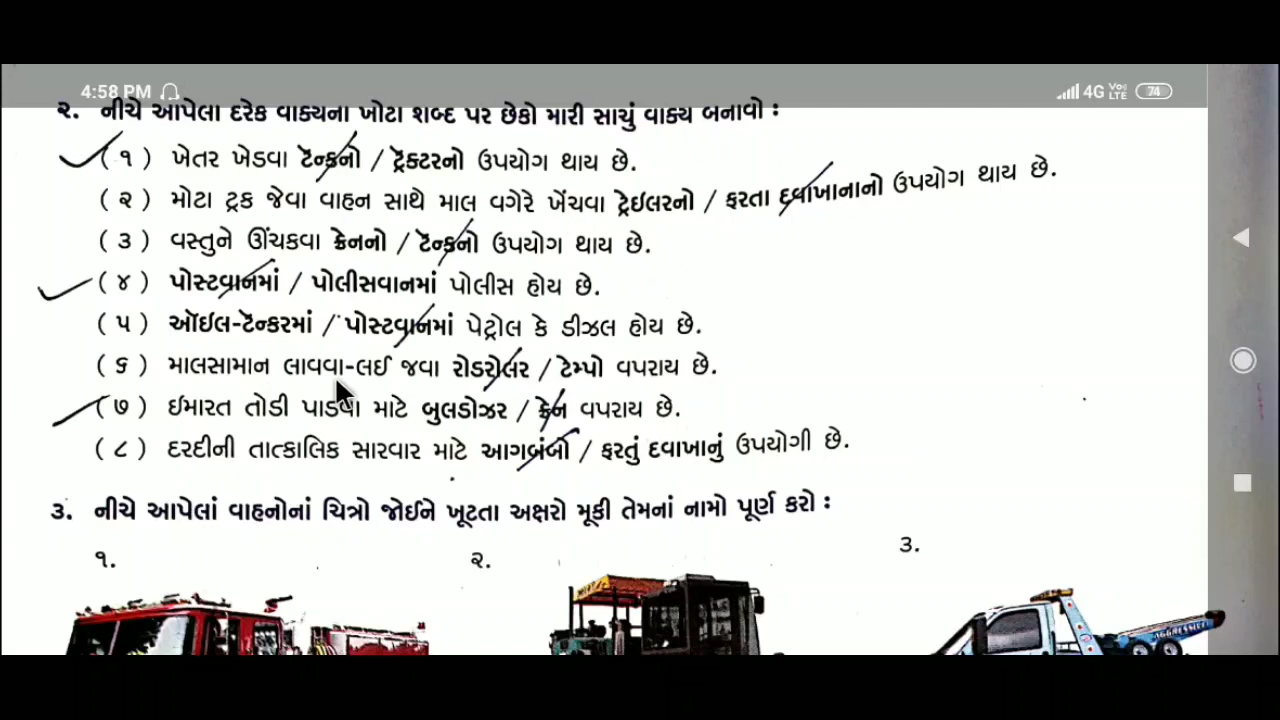 4:58 PM
4G Vo LTE 74
૨. નીચે આપેલા દરેક વાક્યના ખોટા શબ્દ પર છેકો મારી સાચું વાક્ય બનાવો :
( ૧ ) ખેતર ખેડવા ટેન્કનો / ટ્રેક્ટરનો ઉપયોગ થાય છે.
( ૨ ) મોટા ટ્રક જેવા વાહન સાથે માલ વગેરે ખેંચવા ટ્રેઈલરનો / ફરતા દવાખાનાનો ઉપયોગ થાય છે.
( ૩ ) વસ્તુને ઊંચકવા ક્રેનનો / ટેન્કનો ઉપયોગ થાય છે.
( ૪ ) પોસ્ટવાનમાં / પોલીસવાનમાં પોલીસ હોય છે.
( ૫ ) ઑઈલ-ટૅન્કરમાં / પોસ્ટવાનમાં પેટ્રોલ કે ડીઝલ હોય છે.
( ૬ ) માલસામાન લાવવા-લઈ જવા રોડરોલર / ટેમ્પો વપરાય છે.
( ૭ ) ઇમારત તોડી પાડવા માટે બુલડોઝર / ક્રેન વપરાય છે.
( ૮ ) દરદીની તાત્કાલિક સારવાર માટે આગબંબો / ફરતું દવાખાનું ઉપયોગી છે.
૩. નીચે આપેલાં વાહનોનાં ચિત્રો જોઈને ખૂટતા અક્ષરો મૂકી તેમનાં નામો પૂર્ણ કરો :
૧. ૨. ૩.